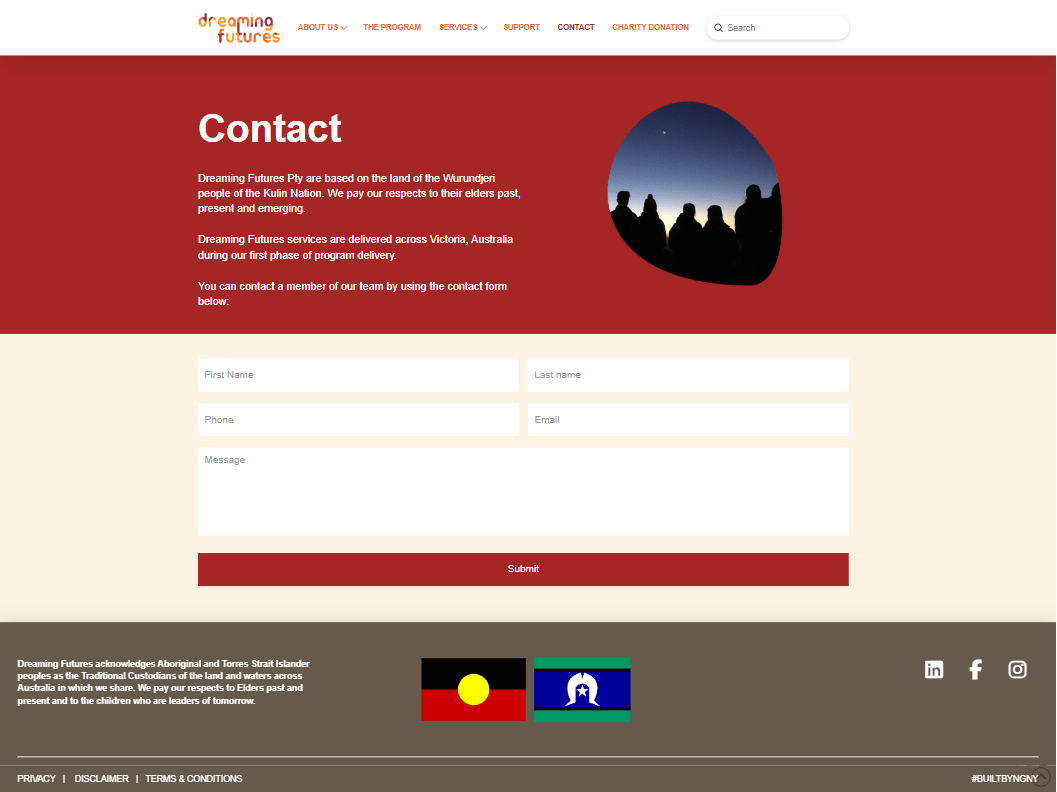 dreaming
futures
ABOUT US
THE PROGRAM
SERVICES
SUPPORT
CONTACT
CHARITY DONATION
Search
Contact
Dreaming Futures Pty are based on the land of the Wurundjeri
people of the Kulin Nation. We pay our respects to their elders past,
present and emerging.
Dreaming Futures services are delivered across Victoria, Australia
during our first phase of program delivery.
You can contact a member of our team by using the contact form
below:
First Name
Last name
Phone
Email
Message
Submit
Dreaming Futures acknowledges Aboriginal and Torres Strait Islander
peoples as the Traditional Custodians of the land and waters across
Australia in which we share. We pay our respects to Elders past and
present and to the children who are leaders of tomorrow.
PRIVACY | DISCLAIMER | TERMS & CONDITIONS
#BUILTBYNGNY